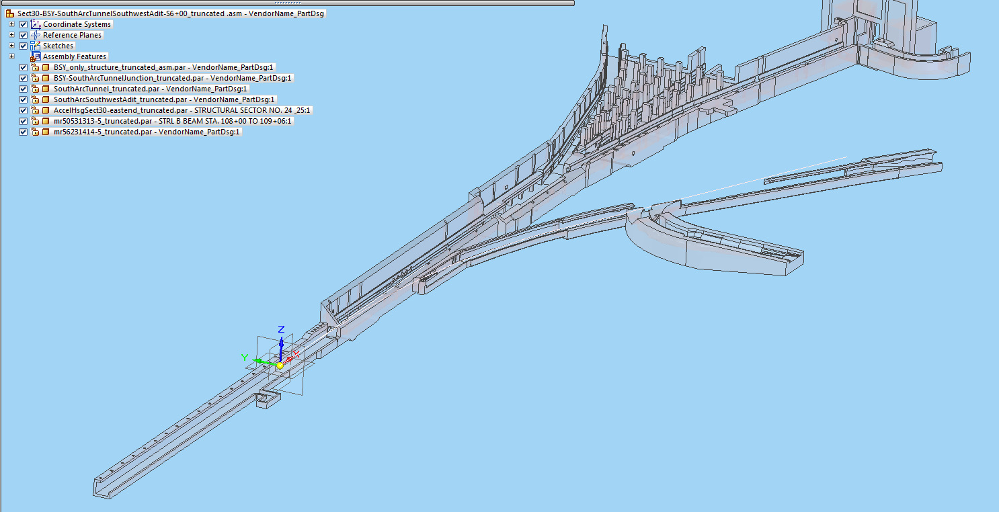 Sect30-BSY-SouthArcTunnelSouthwestAdit-S6+00_truncated .asm - VendorName_PartDsg
Coordinate Systems
Reference Planes
Sketches
Assembly Features
BSY_only_structure_truncated_asm.par - VendorName_PartDsg:1
BSY-SouthArcTunnelJunction_truncated.par - VendorName_PartDsg:1
SouthArcTunnel_truncated.par - VendorName_PartDsg:1
SouthArcSouthwestAdit_truncated.par - VendorName_PartDsg:1
AccelHsgSect30-eastend_truncated.par - STRUCTURAL SECTOR NO. 24 _25:1
mr50531313-5_truncated.par - STRL B BEAM STA. 108+00 TO 109+06:1
mr56231414-5_truncated.par - VendorName_PartDsg:1
Z
X
Y